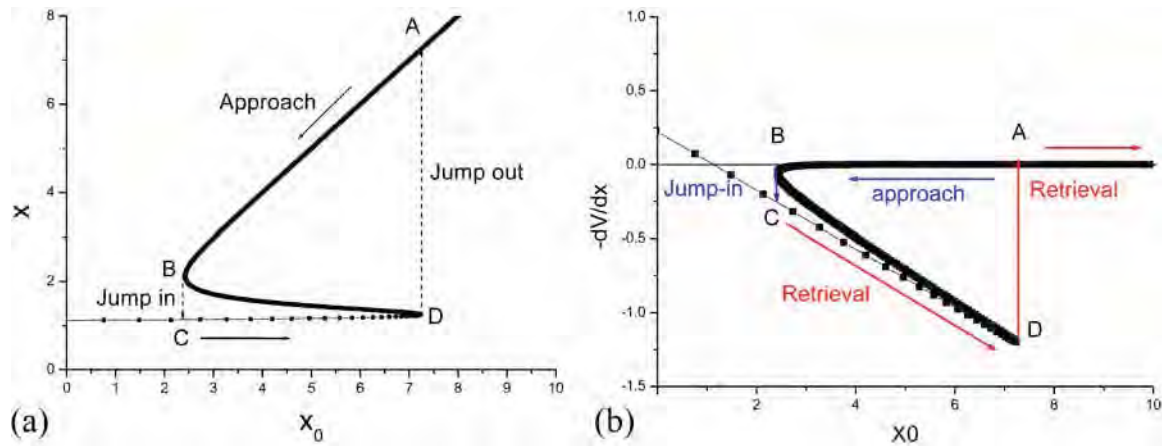 8
6
4
2
0
x
A
Approach
Jump out
B
Jump in
C
D
0 1 2 3 4 5 6 7 8 9 10
x0
(a)
1,0
0,5
0.0
-0.5
-1.0
-1.5
-dV/dx
B
A
Jump-in
approach
Retrieval
C
Retrieval
D
2 4 6 8 10
X0
(b)